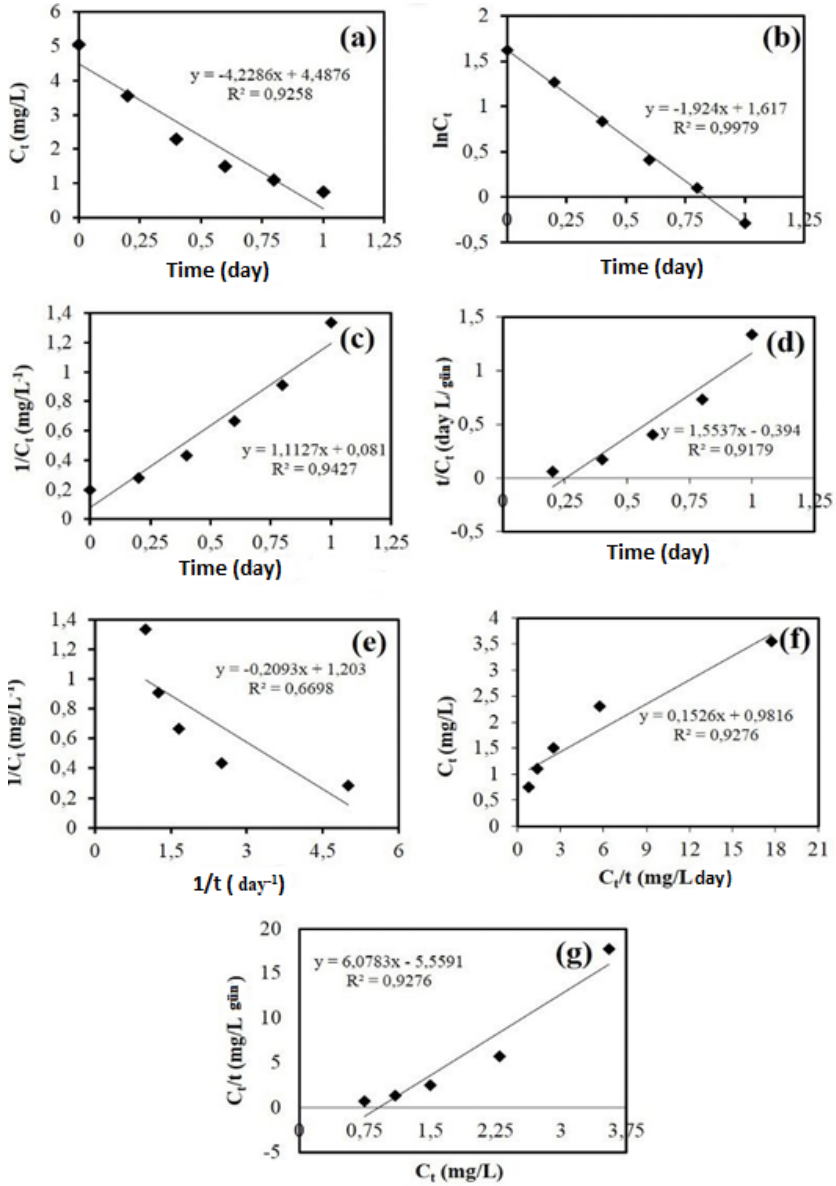 (a)
6
5
4
3
2
1
0
C_t (mg/L)
y = -4,2286x + 4,4876
R² = 0,9258
0 0,25 0,5 0,75 1 1,25
Time (day)
(b)
2
1,5
1
0,5
0
-0,5
lnC_t
y = -1,924x + 1,617
R² = 0,9979
0 0,25 0,5 0,75 1 1,25
Time (day)
(c)
1,4
1,2
1
0,8
0,6
0,4
0,2
0
1/C_t (mg/L⁻¹)
y = 1,1127x + 0,081
R² = 0,9427
0 0,25 0,5 0,75 1 1,25
Time (day)
(d)
1,5
1
0,5
0
-0,5
t/C_t (day L/gün)
y = 1,5537x - 0,394
R² = 0,9179
0 0,25 0,5 0,75 1 1,25
Time (day)
(e)
1,4
1,2
1
0,8
0,6
0,4
0,2
0
1/C_t (mg/L⁻¹)
y = -0,2093x + 1,203
R² = 0,6698
0 1,5 3 4,5 6
1/t ( day⁻¹)
(f)
4
3,5
3
2,5
2
1,5
1
0,5
0
C_t (mg/L)
y = 0,1526x + 0,9816
R² = 0,9276
0 3 6 9 12 15 18 21
C_t/t (mg/L day)
(g)
20
15
10
5
0
-5
C_t/t (mg/L gün)
y = 6,0783x - 5,5591
R² = 0,9276
0 0,75 1,5 2,25 3 3,75
C_t (mg/L)